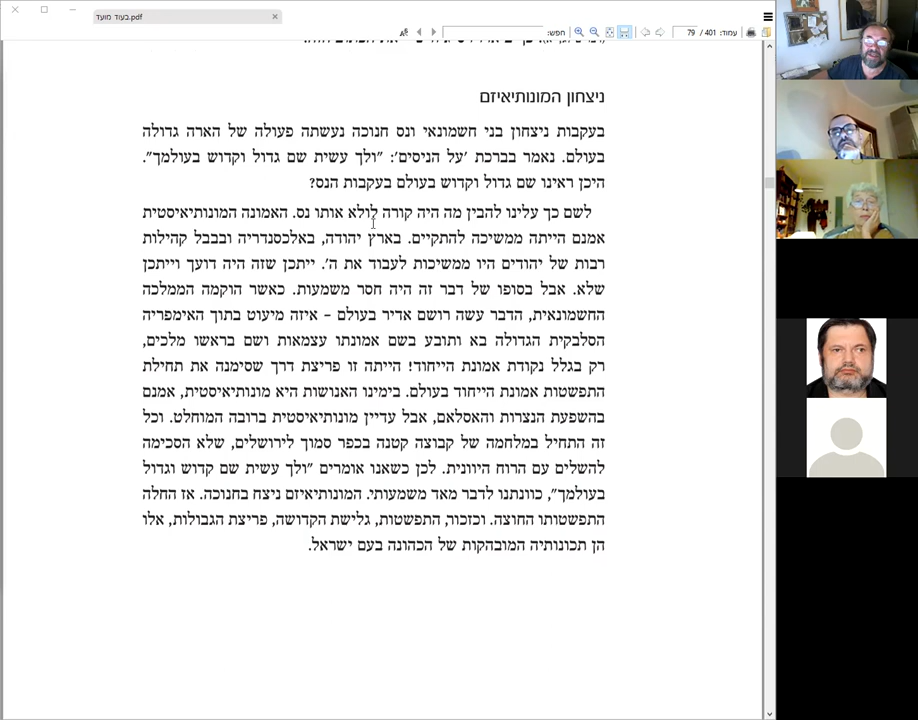 בעוד מועד.pdf
עמוד: 401 / 79
חפש:
ניצחון המונותיאיזם
בעקבות ניצחון בני חשמונאי ונס חנוכה נעשתה פעולה של הארה גדולה
בעולם. נאמר בברכת 'על הניסים': "ולך עשית שם גדול וקדוש בעולמך".
היכן ראינו שם גדול וקדוש בעולם בעקבות הנס?
לשם כך עלינו להבין מה היה קורה לולא אותו נס. האמונה המונותיאיסטית
אמנם הייתה ממשיכה להתקיים. בארץ יהודה, באלכסנדריה ובבבל קהילות
רבות של יהודים היו ממשיכות לעבוד את ה'. ייתכן שזה היה דועך וייתכן
שלא. אבל בסופו של דבר זה היה חסר משמעות. כאשר הוקמה הממלכה
החשמונאית, הדבר עשה רושם אדיר בעולם – איזה מיעוט בתוך האימפריה
הסלבקית הגדולה בא ותובע בשם אמונתו עצמאות ושם בראשו מלכים,
רק בגלל נקודת אמונת הייחוד! הייתה זו פריצת דרך שסימנה את תחילת
התפשטות אמונת הייחוד בעולם. בימינו האנושות היא מונותיאיסטית, אמנם
בהשפעת הנצרות והאסלאם, אבל עדיין מונותיאיסטית ברובה המוחלט. וכל
זה התחיל במלחמה של קבוצה קטנה בכפר סמוך לירושלים, שלא הסכימה
להשלים עם הרוח היוונית. לכן כשאנו אומרים "ולך עשית שם קדוש וגדול
בעולמך", כוונתנו לדבר מאד משמעותי. המונותיאיזם ניצח בחנוכה. אז החלה
התפשטותו החוצה. וכזכור, התפשטות, גלישת הקדושה, פריצת הגבולות, אלו
הן תכונותיה המובהקות של הכהונה בעם ישראל.